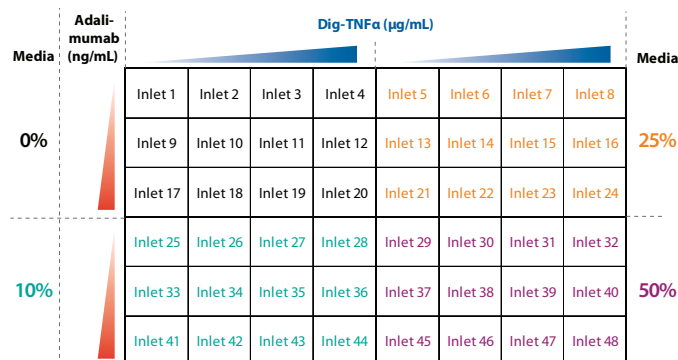 Dig-TNFα (μg/mL)
Adali-
mumab
(ng/mL)
Media
Media
Inlet 1 Inlet 2 Inlet 3 Inlet 4 Inlet 5 Inlet 6 Inlet 7 Inlet 8
0% Inlet 9 Inlet 10 Inlet 11 Inlet 12 Inlet 13 Inlet 14 Inlet 15 Inlet 16 25%
Inlet 17 Inlet 18 Inlet 19 Inlet 20 Inlet 21 Inlet 22 Inlet 23 Inlet 24
Inlet 25 Inlet 26 Inlet 27 Inlet 28 Inlet 29 Inlet 30 Inlet 31 Inlet 32
10% Inlet 33 Inlet 34 Inlet 35 Inlet 36 Inlet 37 Inlet 38 Inlet 39 Inlet 40 50%
Inlet 41 Inlet 42 Inlet 43 Inlet 44 Inlet 45 Inlet 46 Inlet 47 Inlet 48